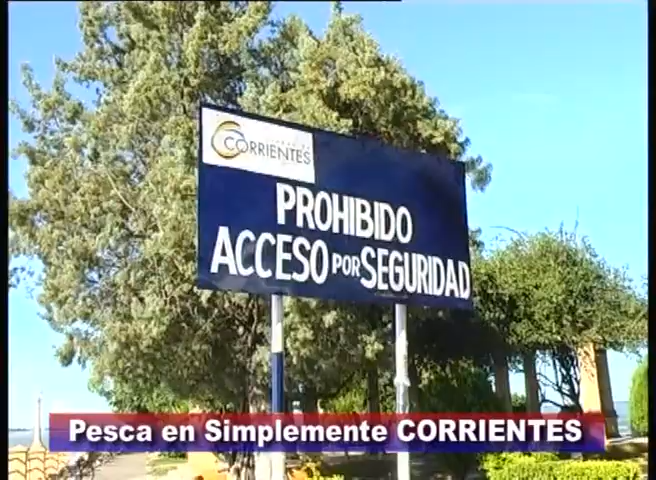 CORRIENTES
PROHIBIDO
ACCESO POR SEGURIDAD
Pesca en Simplemente CORRIENTES